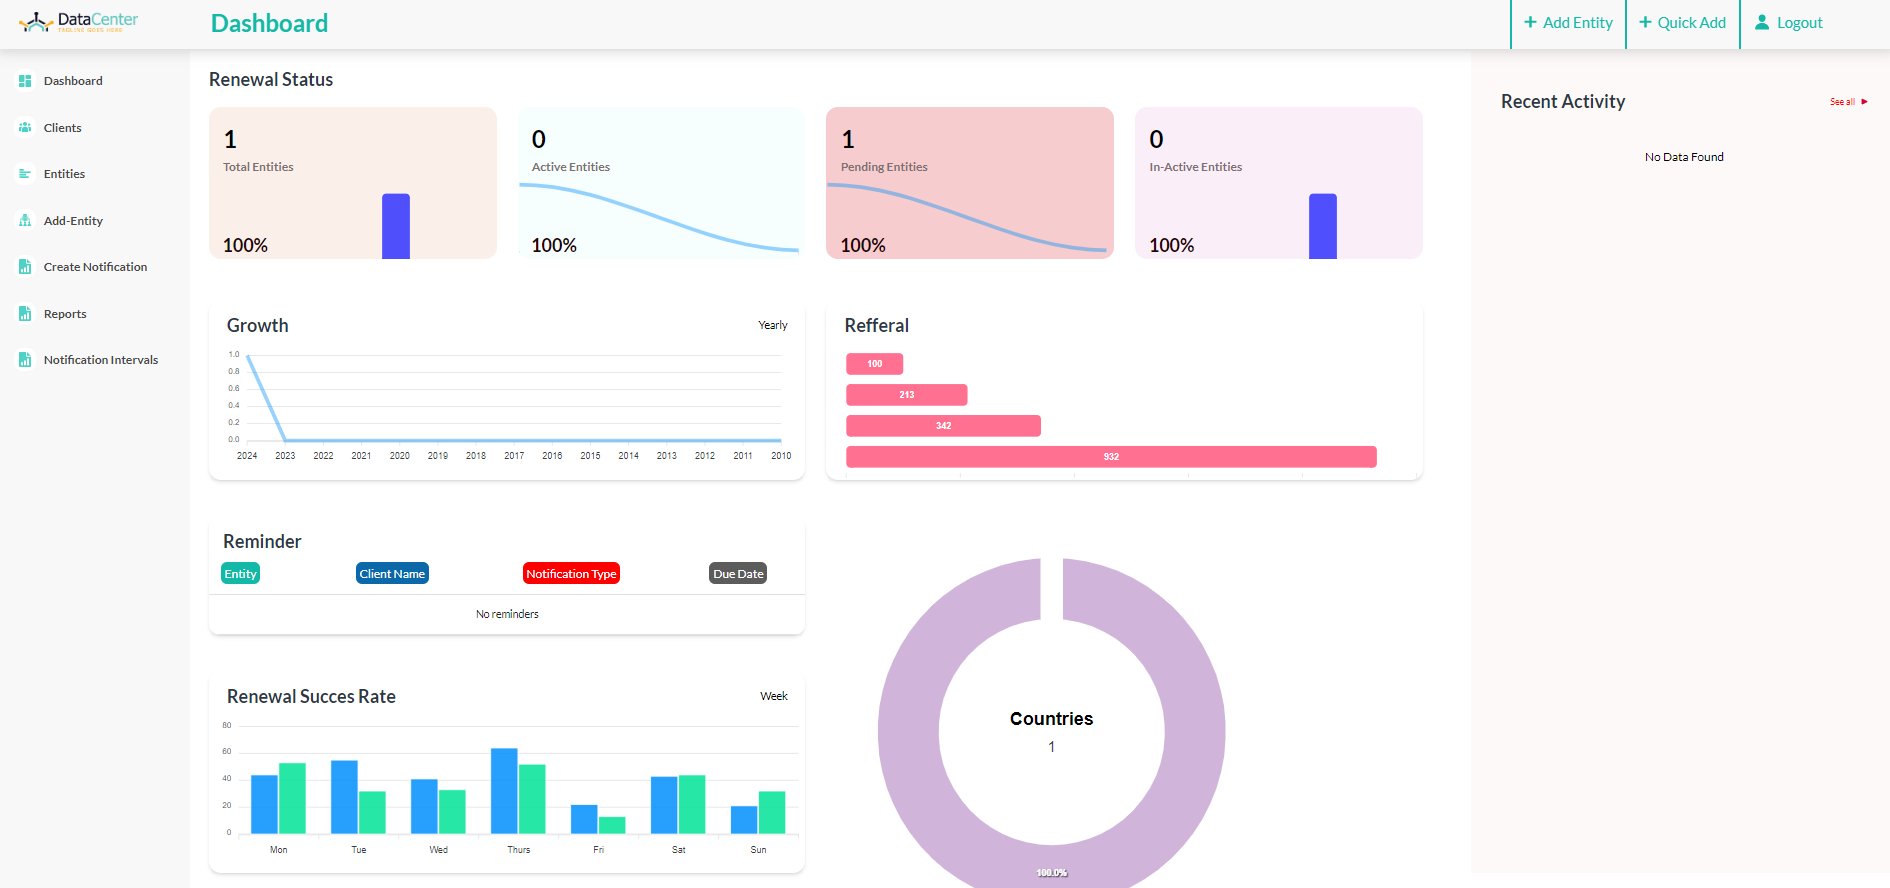 DataCenter
TAGLINE GOES HERE
Dashboard
+ Add Entity
+ Quick Add
Logout
Dashboard
Clients
Entities
Add-Entity
Create Notification
Reports
Notification Intervals
Renewal Status
1
Total Entities
100%
0
Active Entities
100%
1
Pending Entities
100%
0
In-Active Entities
100%
Recent Activity
See all
No Data Found
Growth
Yearly
1.0
0.8
0.6
0.4
0.2
0.0
2024 2023 2022 2021 2020 2019 2018 2017 2016 2015 2014 2013 2012 2011 2010
Refferal
100
213
342
932
Reminder
Entity Client Name Notification Type Due Date
No reminders
Renewal Succes Rate
Week
80
60
40
20
0
Mon Tue Wed Thurs Fri Sat Sun
Countries
1
100.0%